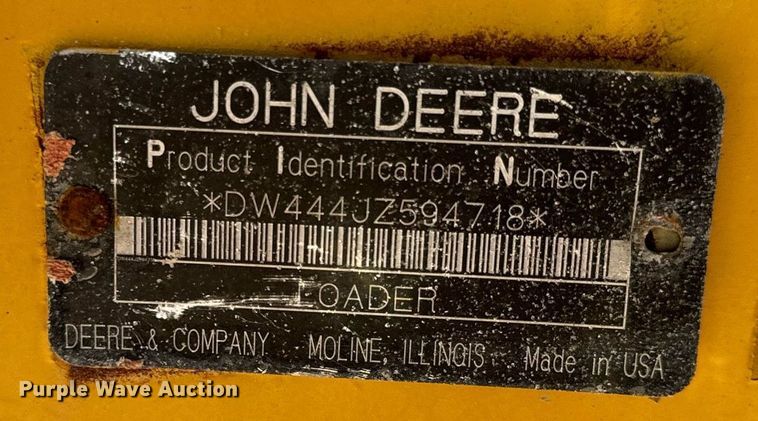 JOHN DEERE
Product Identification Number
*DW444JZ594718*
LOADER
DEERE & COMPANY MOLINE, ILLINOIS Made in USA
Purple Wave Auction